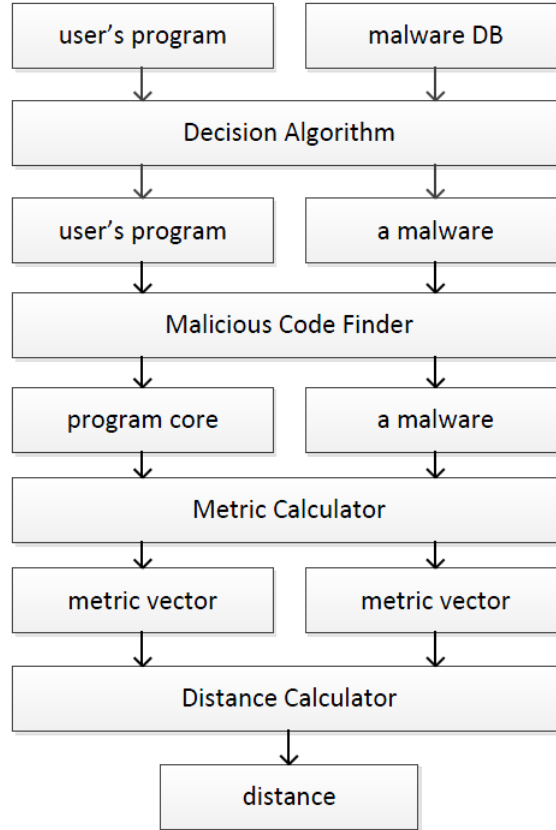 user's program
malware DB
Decision Algorithm
user's program
a malware
Malicious Code Finder
program core
a malware
Metric Calculator
metric vector
metric vector
Distance Calculator
distance